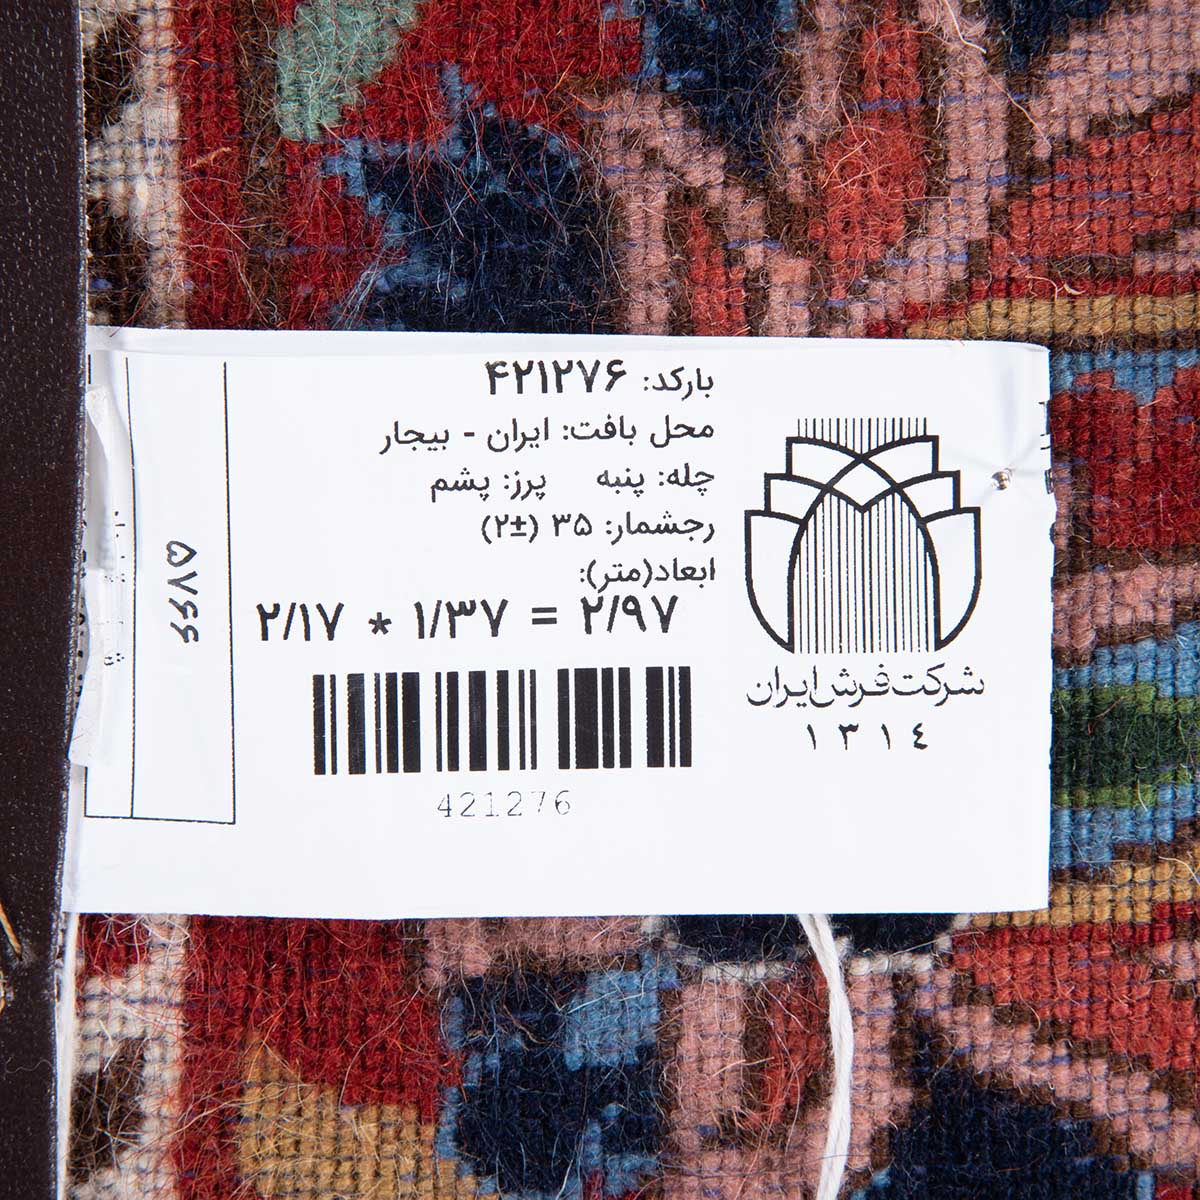 بارکد: ۴۲۱۲۷۶
محل بافت: ایران - بیجار
چله: پنبه پرز: پشم
رجشمار: ۳۵ (±۲)
ابعاد(متر):
۲/۱۷ * ۱/۳۷ = ۲/۹۷
421276
شرکت فرش ایران
۱۳۱٤
۵۷۶۶